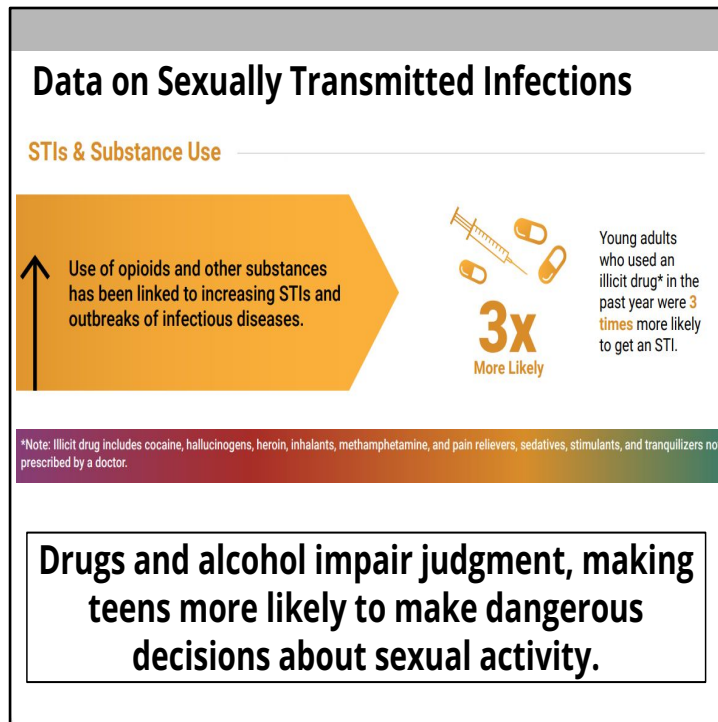 Data on Sexually Transmitted Infections
STIs & Substance Use
Use of opioids and other substances
has been linked to increasing STIs and
outbreaks of infectious diseases.
3x
More Likely
Young adults
who used an
illicit drug* in the
past year were 3
times more likely
to get an STI.
*Note: Illicit drug includes cocaine, hallucinogens, heroin, inhalants, methamphetamine, and pain relievers, sedatives, stimulants, and tranquilizers no
prescribed by a doctor.
Drugs and alcohol impair judgment, making
teens more likely to make dangerous
decisions about sexual activity.